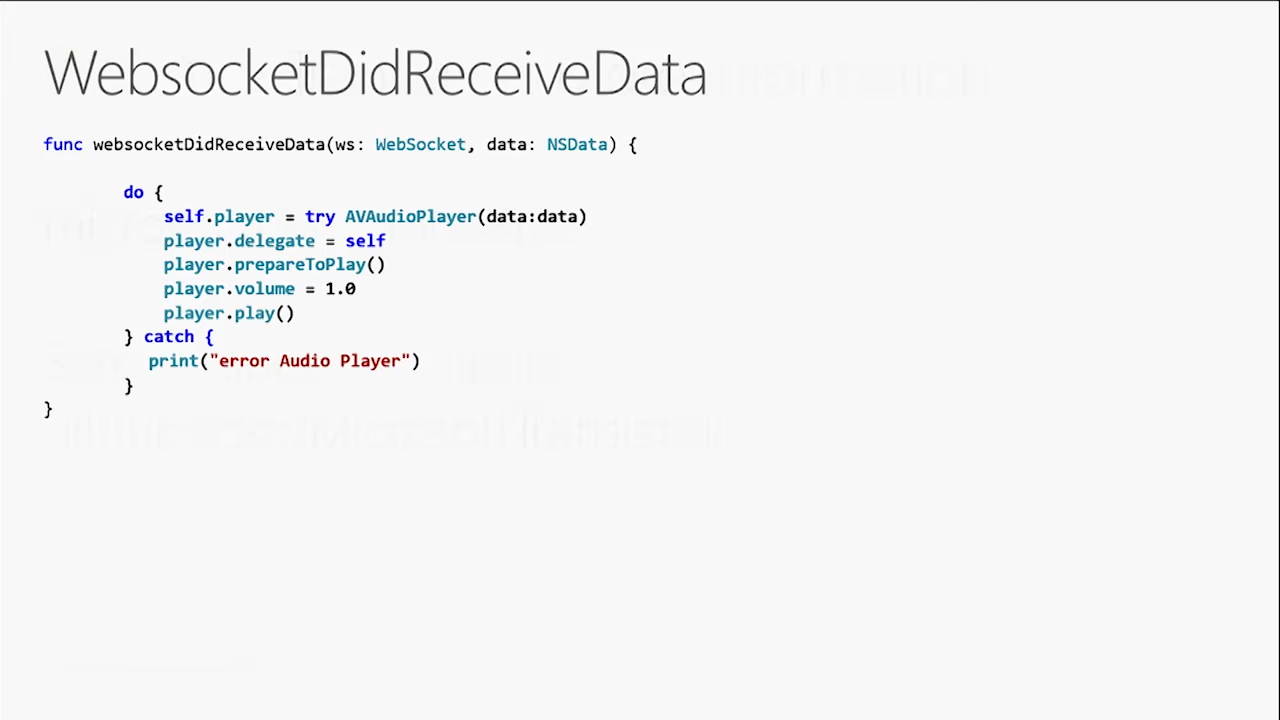 WebsocketDidReceiveData
func websocketDidReceiveData(ws: WebSocket, data: NSData) {
do {
self.player = try AVAudioPlayer(data:data)
player.delegate = self
player.prepareToPlay()
player.volume = 1.0
player.play()
} catch {
print("error Audio Player")
}
}